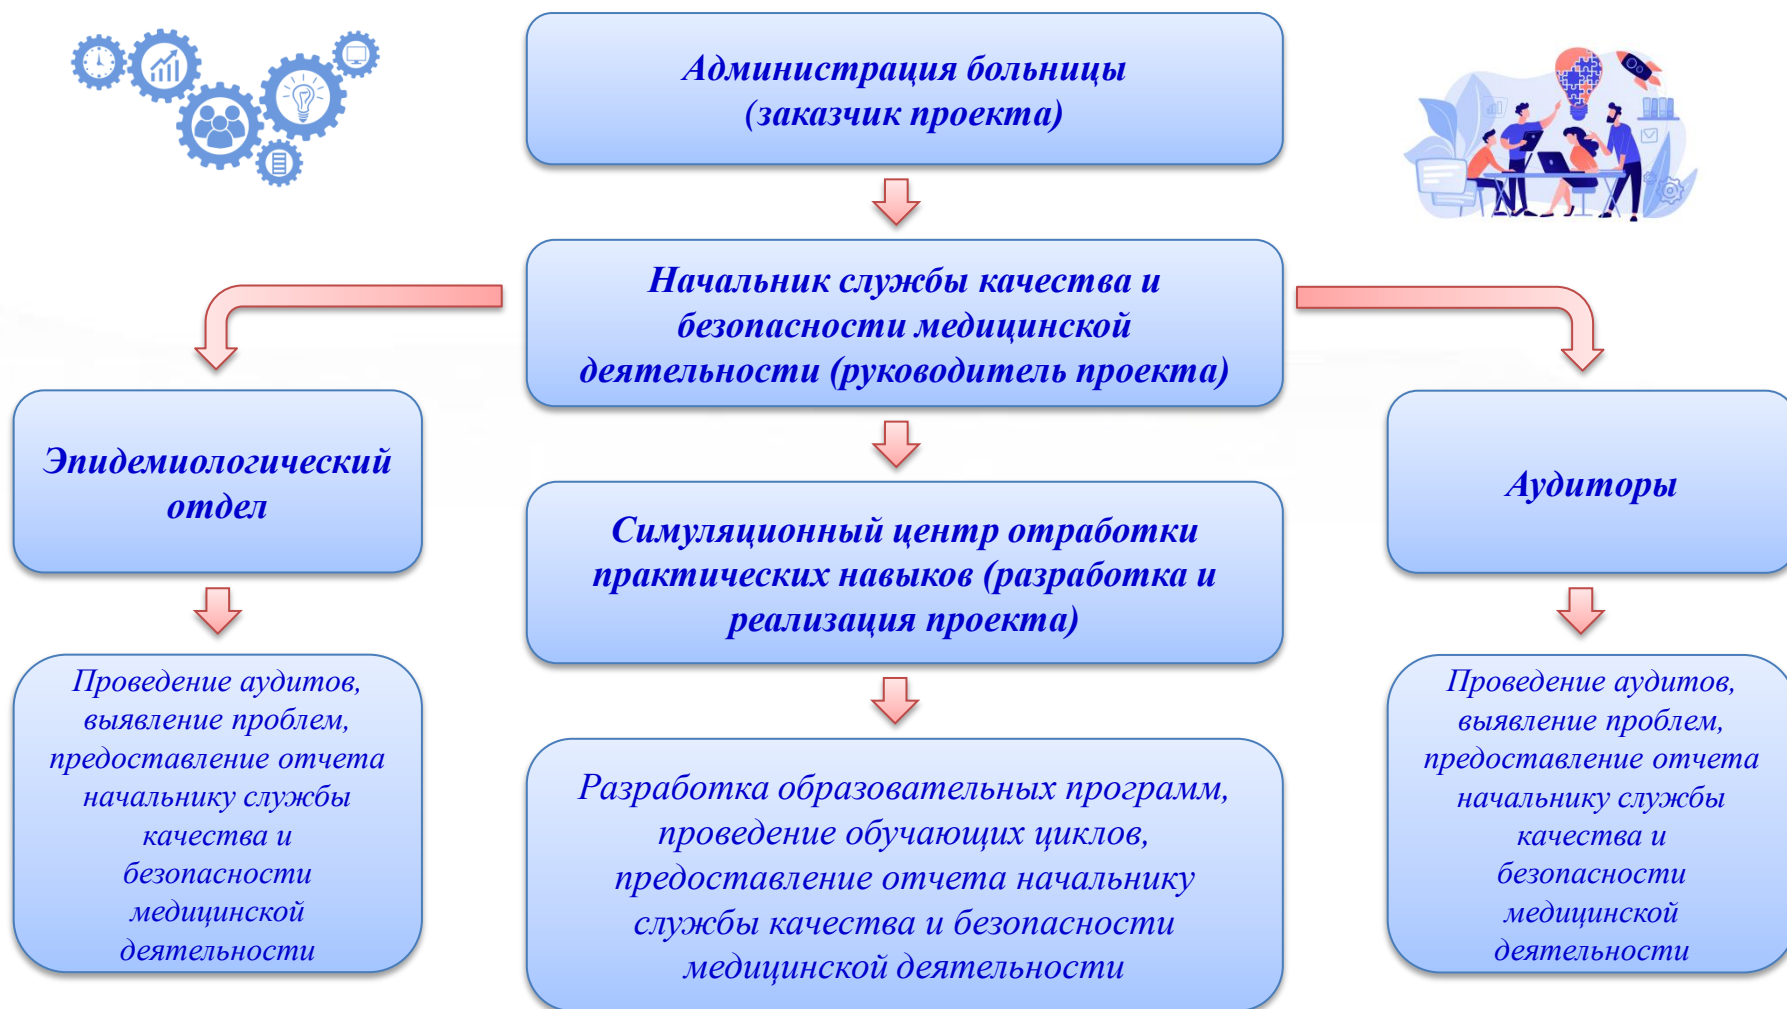 Администрация больницы
(заказчик проекта)
Начальник службы качества и
безопасности медицинской
деятельности (руководитель проекта)
Эпидемиологический
отдел
Симуляционный центр отработки
практических навыков (разработка и
реализация проекта)
Аудиторы
Проведение аудитов,
выявление проблем,
предоставление отчета
начальнику службы
качества и
безопасности
медицинской
деятельности
Разработка образовательных программ,
проведение обучающих циклов,
предоставление отчета начальнику
службы качества и безопасности
медицинской деятельности
Проведение аудитов,
выявление проблем,
предоставление отчета
начальнику службы
качества и
безопасности
медицинской
деятельности